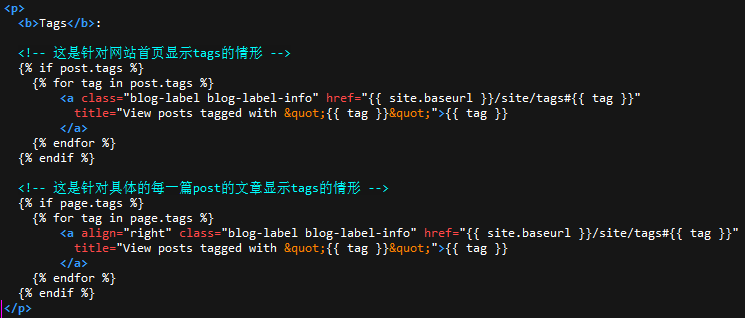 <p>
  <b>Tags</b>:
  <!-- 这是针对网站首页显示tags的情形 -->
  {% if post.tags %}
    {% for tag in post.tags %}
        <a class="blog-label blog-label-info" href="{{ site.baseurl }}/site/tags#{{ tag }}"
          title="View posts tagged with &quot;{{ tag }}&quot;">{{ tag }}
        </a>
    {% endfor %}
  {% endif %}
  <!-- 这是针对具体的每一篇post的文章显示tags的情形 -->
  {% if page.tags %}
    {% for tag in page.tags %}
        <a align="right" class="blog-label blog-label-info" href="{{ site.baseurl }}/site/tags#{{ tag }}"
          title="View posts tagged with &quot;{{ tag }}&quot;">{{ tag }}
        </a>
    {% endfor %}
  {% endif %}
</p>